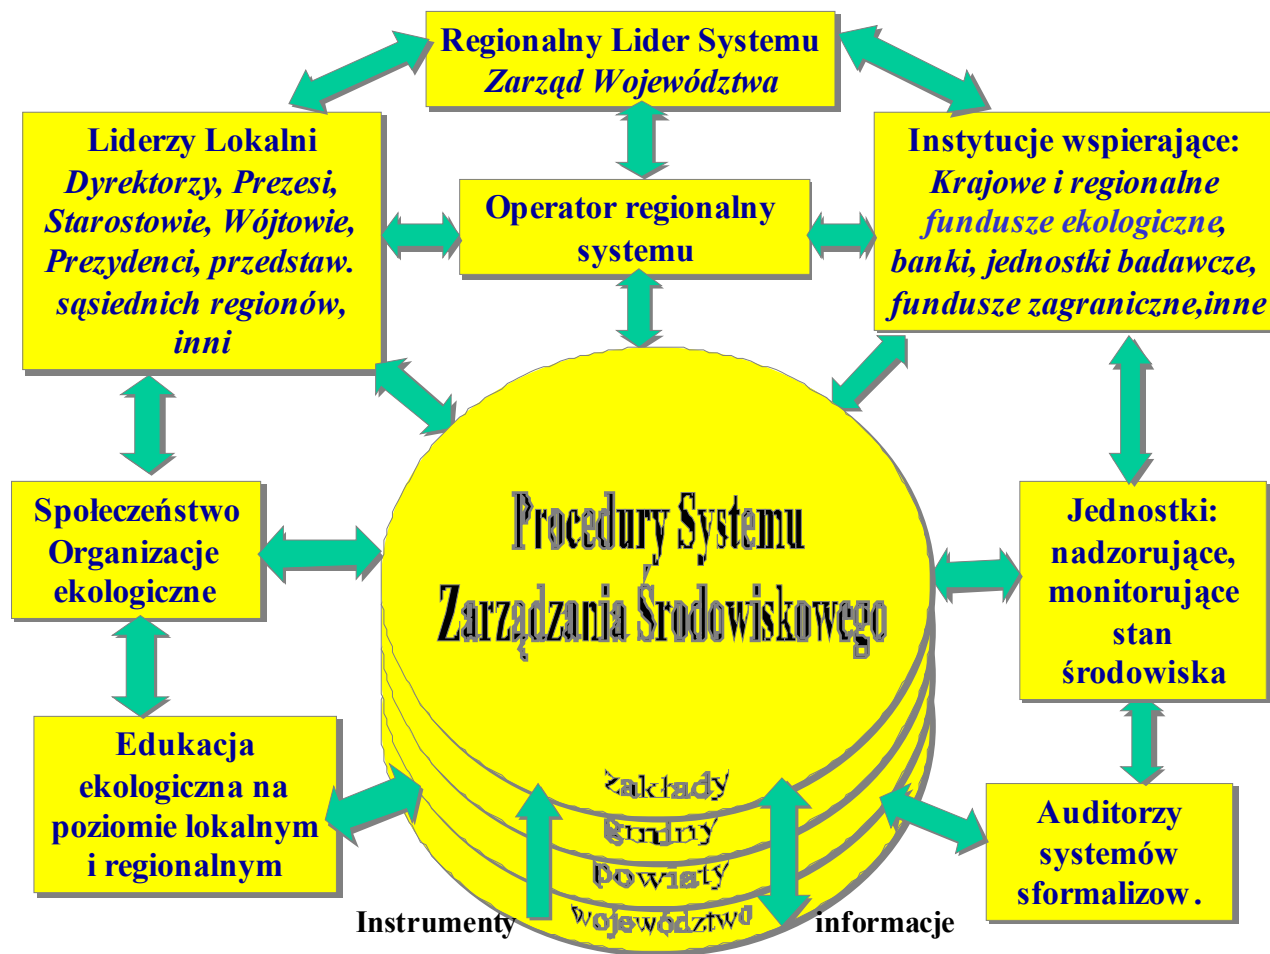 Regionalny Lider Systemu
Zarząd Województwa
Liderzy Lokalni
Dyrektorzy, Prezesi,
Starostowie, Wójtowie,
Prezydenci, przedstaw.
sąsiednich regionów,
inni
Operator regionalny
systemu
Instytucje wspierające:
Krajowe i regionalne
fundusze ekologiczne,
banki, jednostki badawcze,
fundusze zagraniczne,inne
Społeczeństwo
Organizacje
ekologiczne
Procedury Systemu
Zarządzania Środowiskowego
Jednostki:
nadzorujące,
monitorujące
stan
środowiska
Edukacja
ekologiczna na
poziomie lokalnym
i regionalnym
zakłady
gminy
powiaty
województwo
Auditorzy
systemów
sformalizow.
Instrumenty
informacje